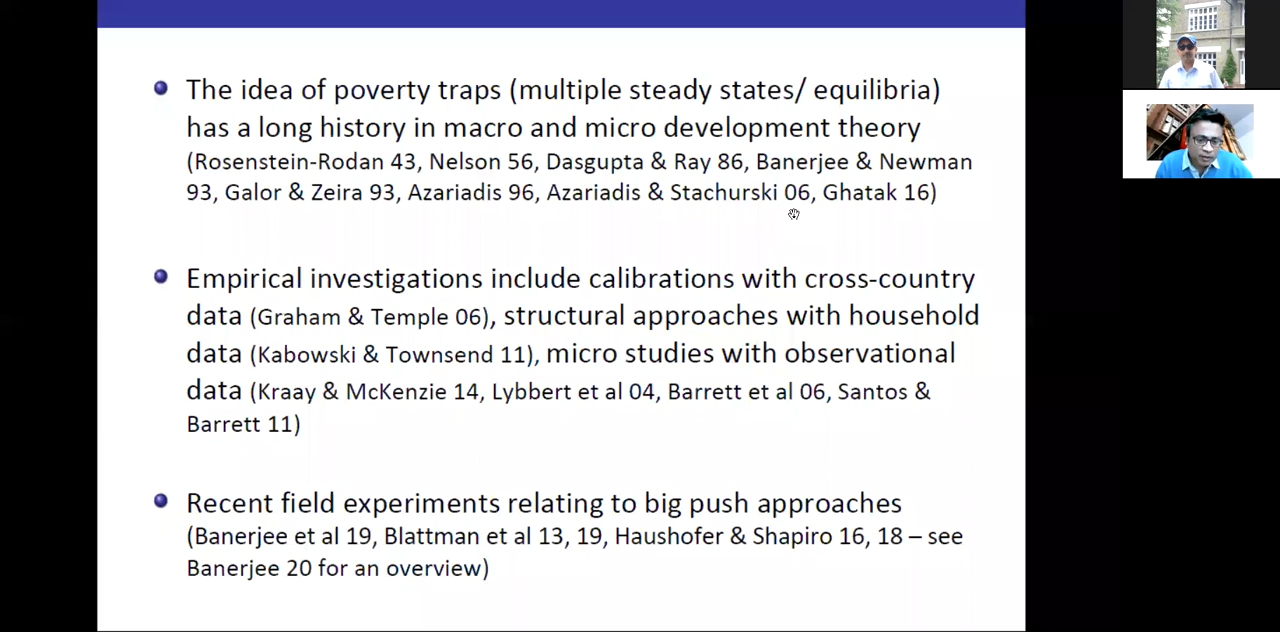 The idea of poverty traps (multiple steady states/ equilibria)
has a long history in macro and micro development theory
(Rosenstein-Rodan 43, Nelson 56, Dasgupta & Ray 86, Banerjee & Newman
93, Galor & Zeira 93, Azariadis 96, Azariadis & Stachurski 06, Ghatak 16)
Empirical investigations include calibrations with cross-country
data (Graham & Temple 06), structural approaches with household
data (Kabowski & Townsend 11), micro studies with observational
data (Kraay & McKenzie 14, Lybbert et al 04, Barrett et al 06, Santos &
Barrett 11)
Recent field experiments relating to big push approaches
(Banerjee et al 19, Blattman et al 13, 19, Haushofer & Shapiro 16, 18 – see
Banerjee 20 for an overview)